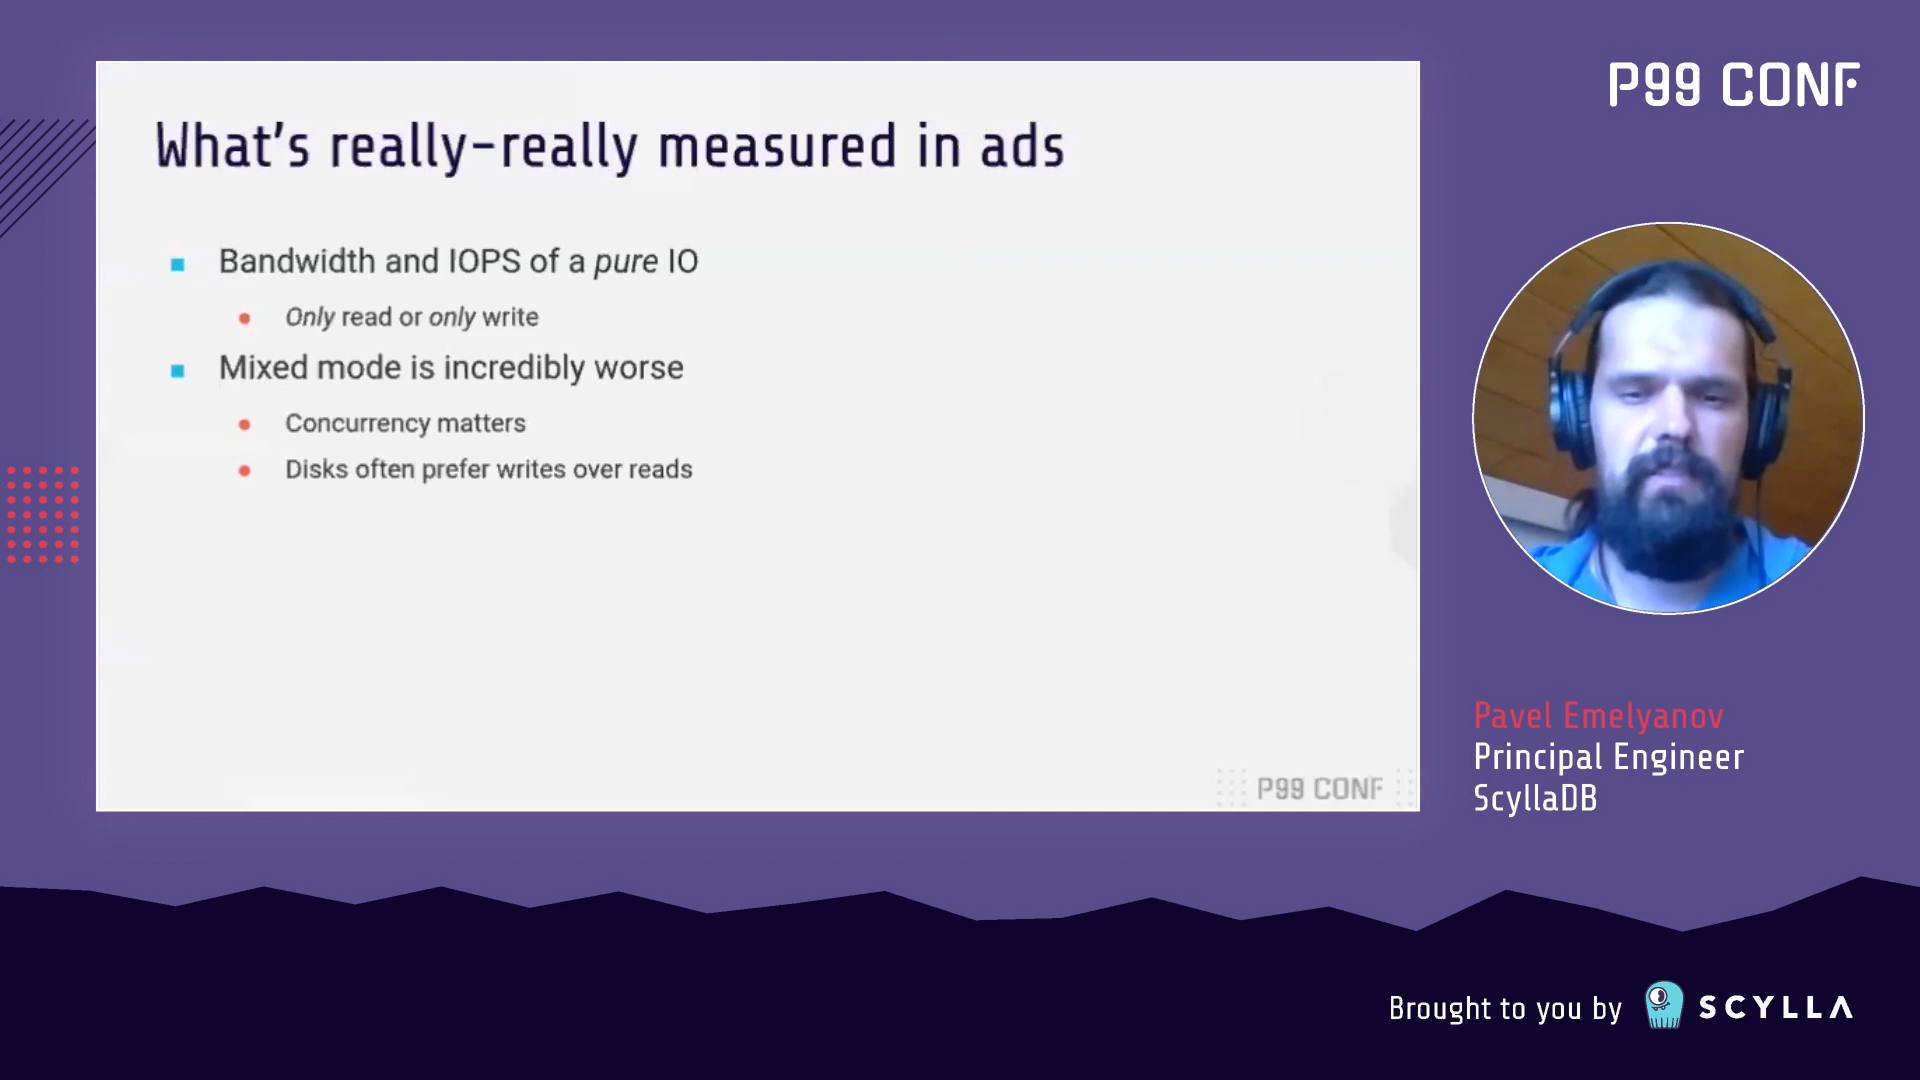 What's really-really measured in ads
Bandwidth and IOPS of a pure IO
Only read or only write
Mixed mode is incredibly worse
Concurrency matters
Disks often prefer writes over reads
P99 CONF
P99 CONF
Pavel Emelyanov
Principal Engineer
ScyllaDB
Brought to you by SCYLLA